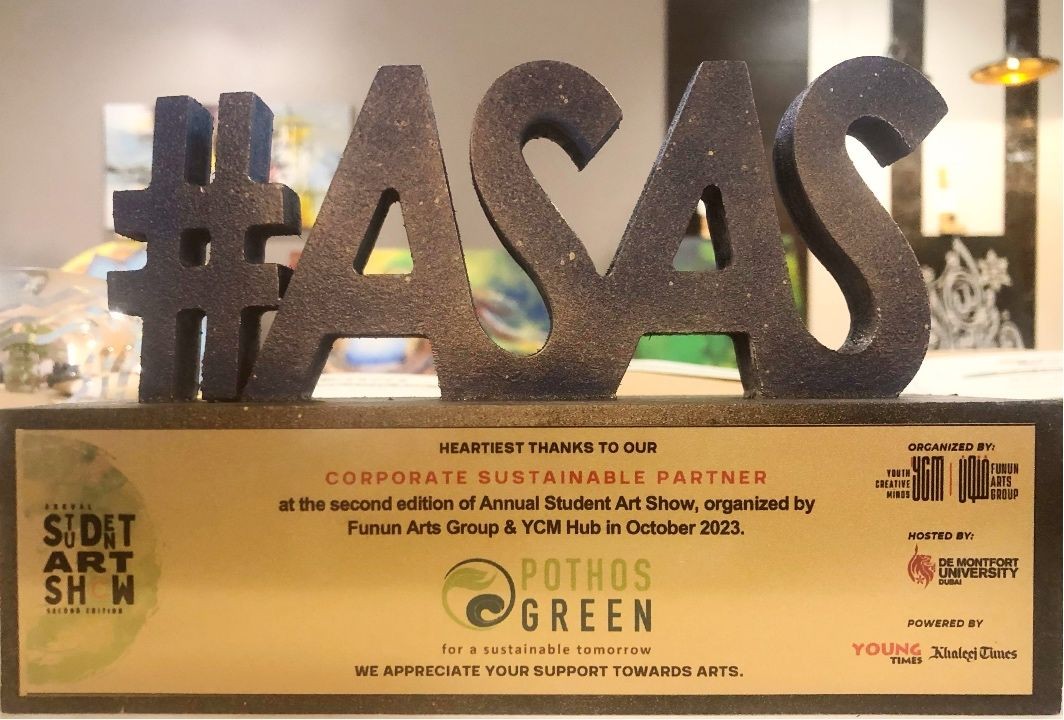 #ASAS
HEARTIEST THANKS TO OUR
CORPORATE SUSTAINABLE PARTNER
at the second edition of Annual Student Art Show, organized by
Funun Arts Group & YCM Hub in October 2023.
POTHOS
GREEN
for a sustainable tomorrow
WE APPRECIATE YOUR SUPPORT TOWARDS ARTS.
ANNUAL
STUDENT
ART
SHOW
SECOND EDITION
ORGANIZED BY:
YOUTH
CREATIVE
MINDS
YCM
FUNUN
ARTS
GROUP
HOSTED BY:
DE MONTFORT
UNIVERSITY
DUBAI
POWERED BY
YOUNG
TIMES
Khaleej Times